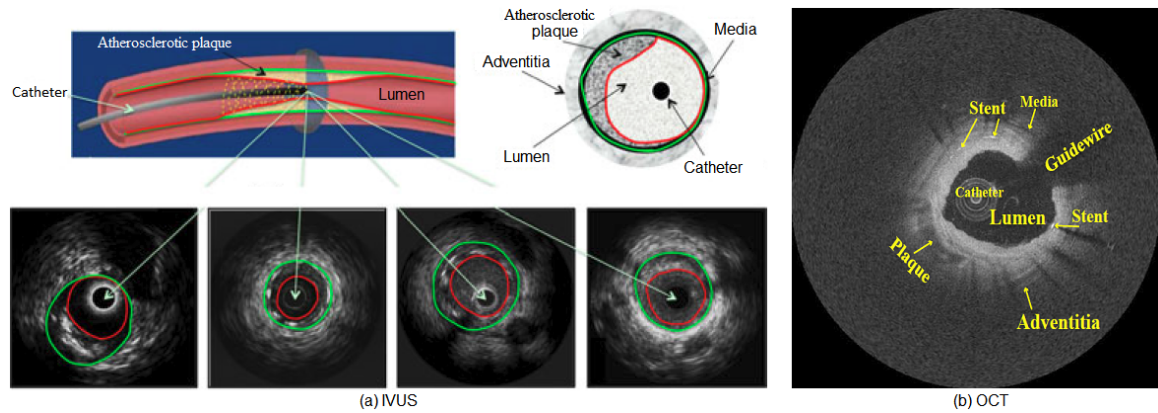 Atherosclerotic plaque
Catheter
Lumen
Atherosclerotic
plaque
Media
Adventitia
Lumen
Catheter
(a) IVUS
Stent
Media
Guidewire
Catheter
Lumen
Stent
Plaque
Adventitia
(b) OCT